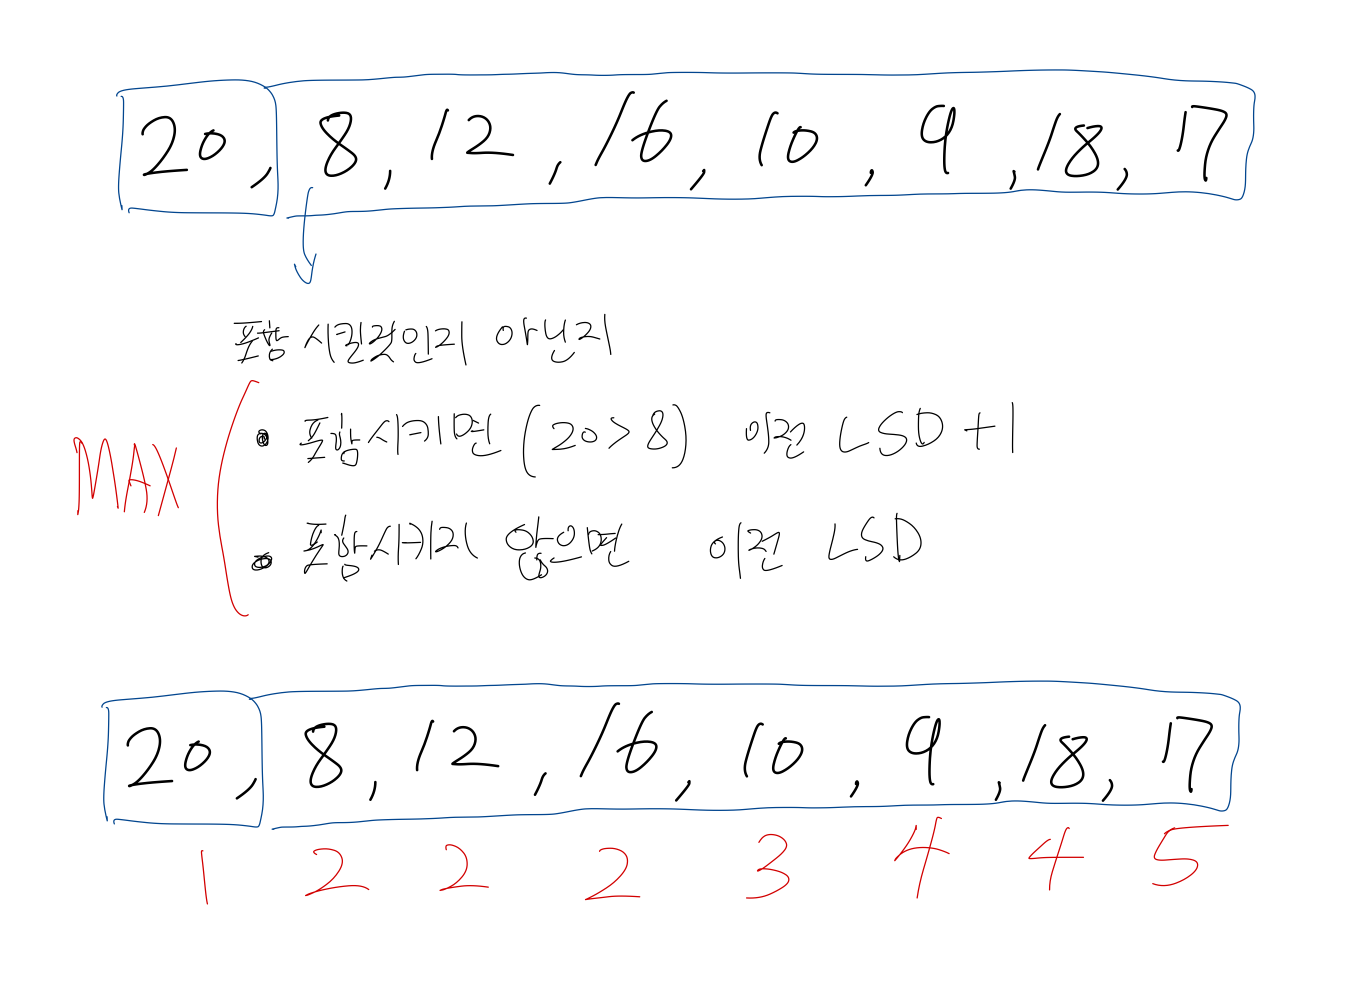 20, 8, 12, 16, 10, 9, 18, 7
포함 시킬것인지 아닌지
MAX
• 포함시키면 (20>8) 이전 LSD +1
• 포함시키지 않으면 이전 LSD
20, 8, 12, 16, 10, 9, 18, 7
1 2 2 2 3 4 4 5